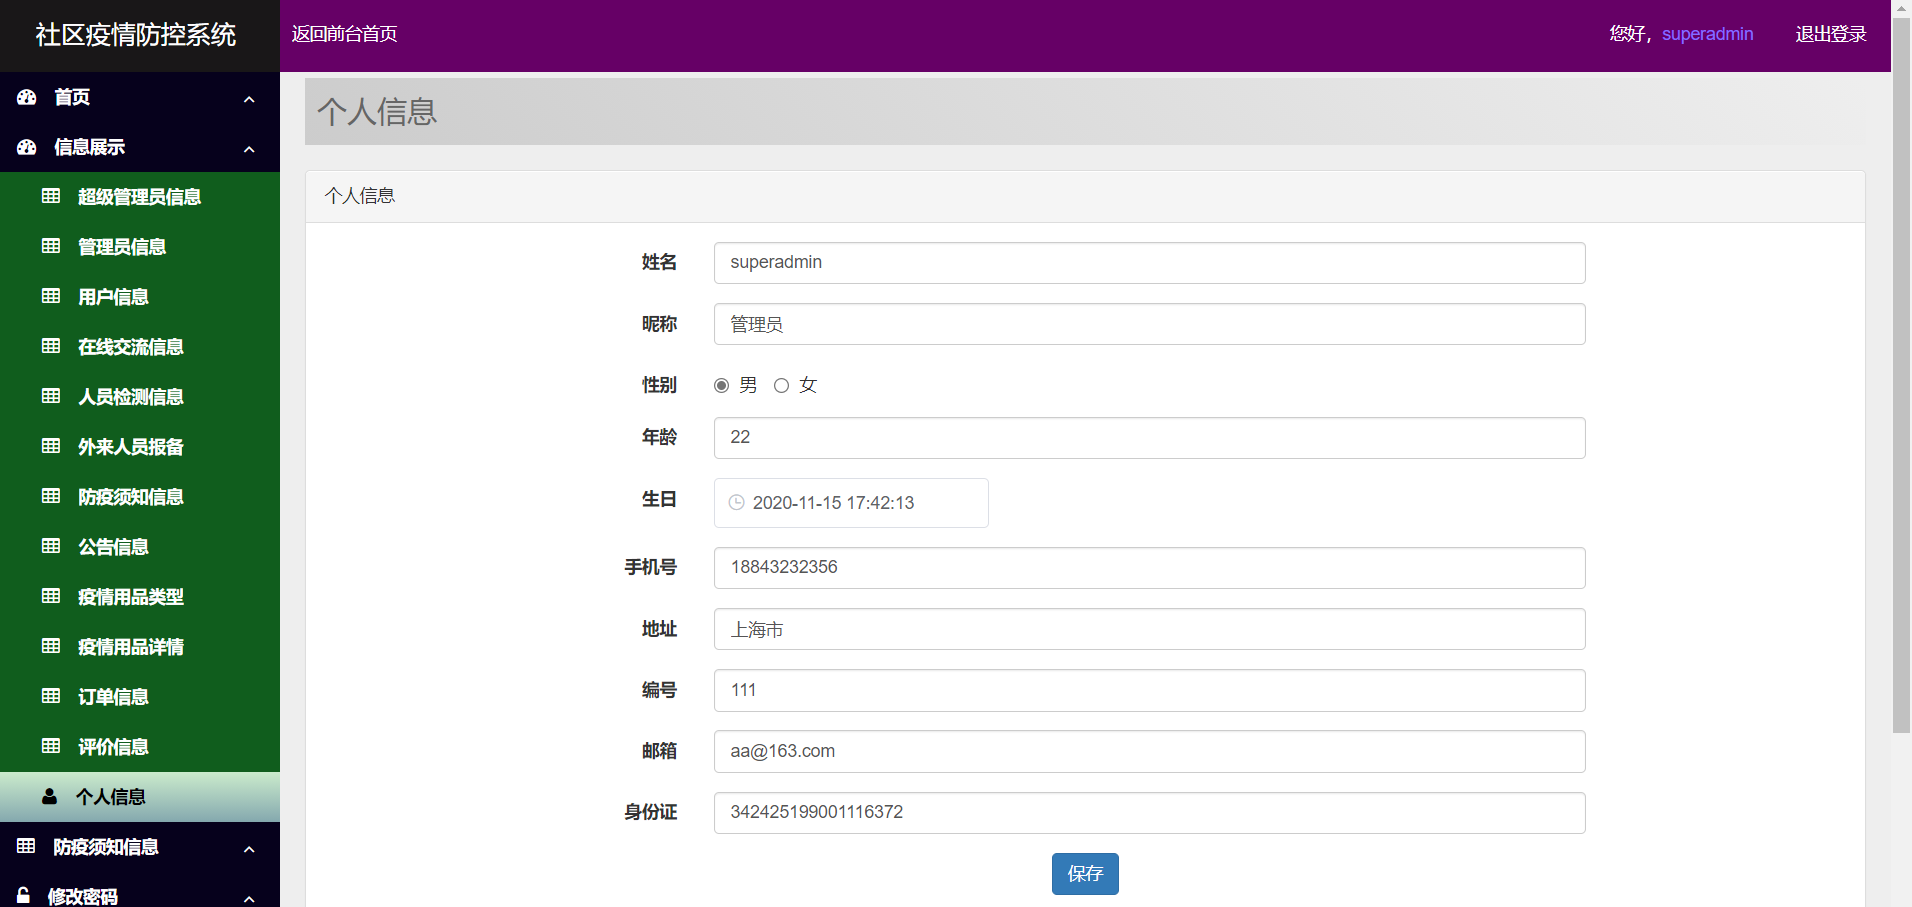 社区疫情防控系统
返回前台首页
您好，superadmin
退出登录
首页
信息展示
超级管理员信息
管理员信息
用户信息
在线交流信息
人员检测信息
外来人员报备
防疫须知信息
公告信息
疫情用品类型
疫情用品详情
订单信息
评价信息
个人信息
防疫须知信息
修改密码
个人信息
个人信息
姓名 superadmin
昵称 管理员
性别 男 女
年龄 22
生日 2020-11-15 17:42:13
手机号 18843232356
地址 上海市
编号 111
邮箱 aa@163.com
身份证 342425199001116372
保存